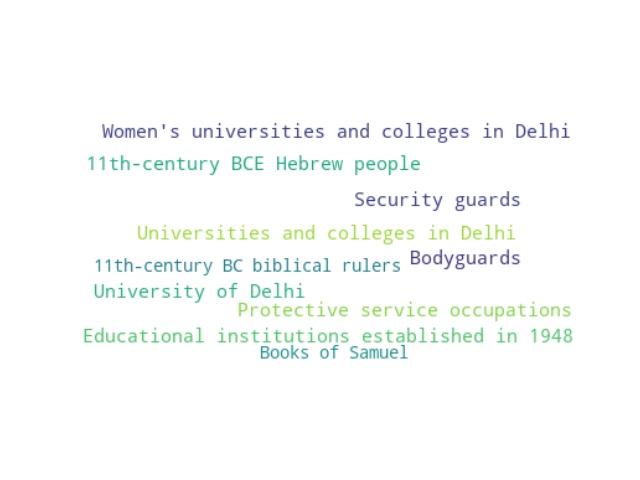 Women's universities and colleges in Delhi
11th-century BCE Hebrew people
Security guards
Universities and colleges in Delhi
Bodyguards
11th-century BC biblical rulers
University of Delhi
Protective service occupations
Educational institutions established in 1948
Books of Samuel